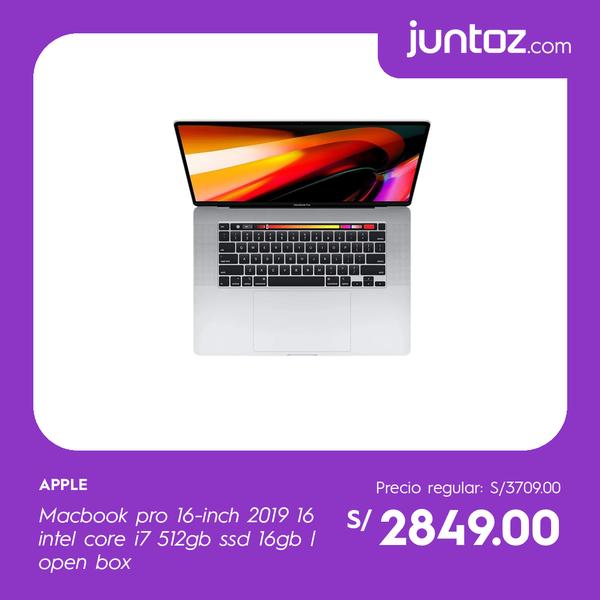 juntoz.com
APPLE
Macbook pro 16-inch 2019 16
intel core i7 512gb ssd 16gb |
open box
Precio regular: S/3709.00
S/ 2849.00